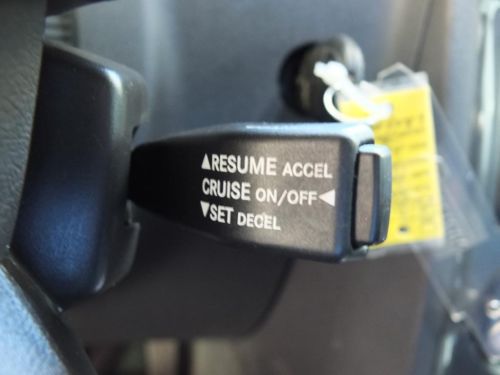 ▲RESUME ACCEL
CRUISE ON/OFF◀
▼SET DECEL